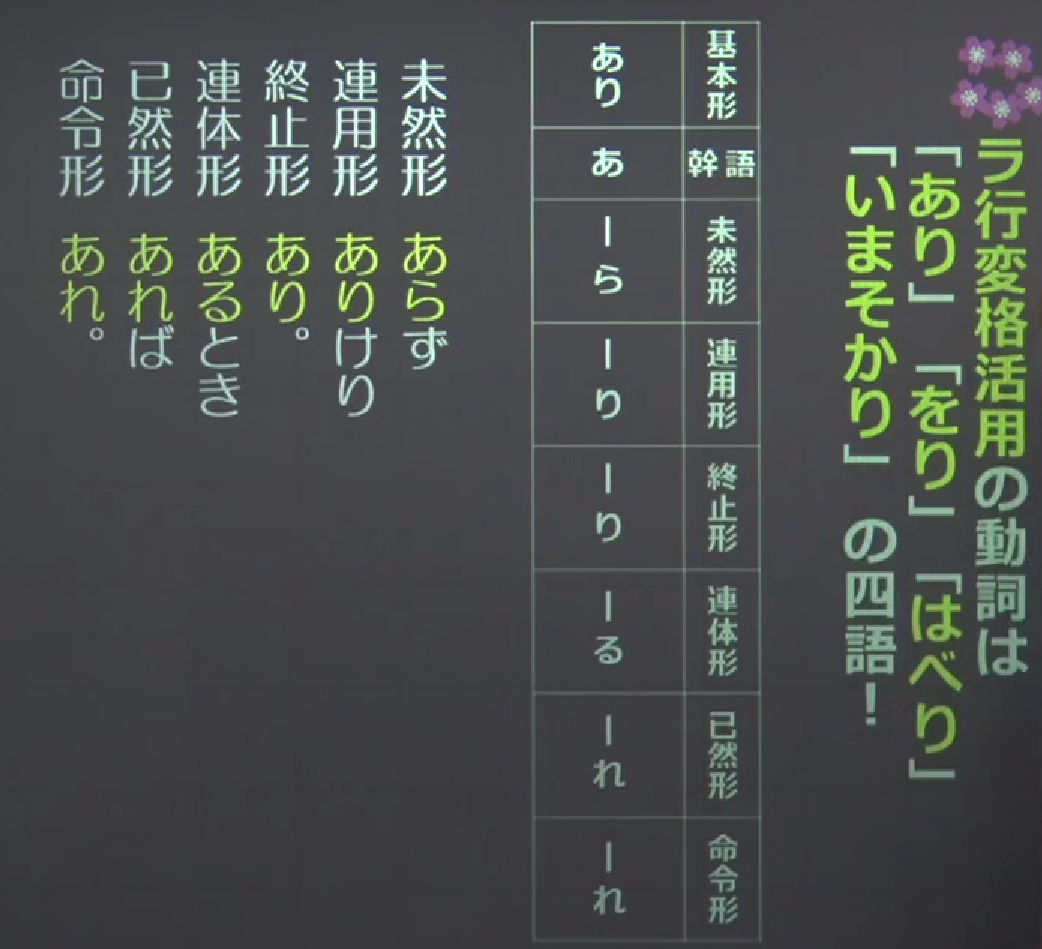 ラ行変格活用の動詞は
「あり」「をり」「はべり」
「いまそかり」の四語！
基本形 語幹 未然形 連用形 終止形 連体形 已然形 命令形
あり あ ーら ーり ーり ーる ーれ ーれ
未然形 あらず
連用形 ありけり
終止形 あり。
連体形 あるとき
已然形 あれば
命令形 あれ。